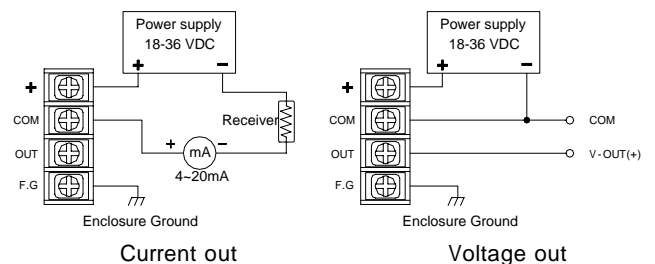 Power supply
18-36 VDC
+ −
+
COM
OUT
F.G
Receiver
+ mA −
4~20mA
Enclosure Ground
Current out
Power supply
18-36 VDC
+ −
+
COM
OUT
F.G
COM
V-OUT(+)
Enclosure Ground
Voltage out